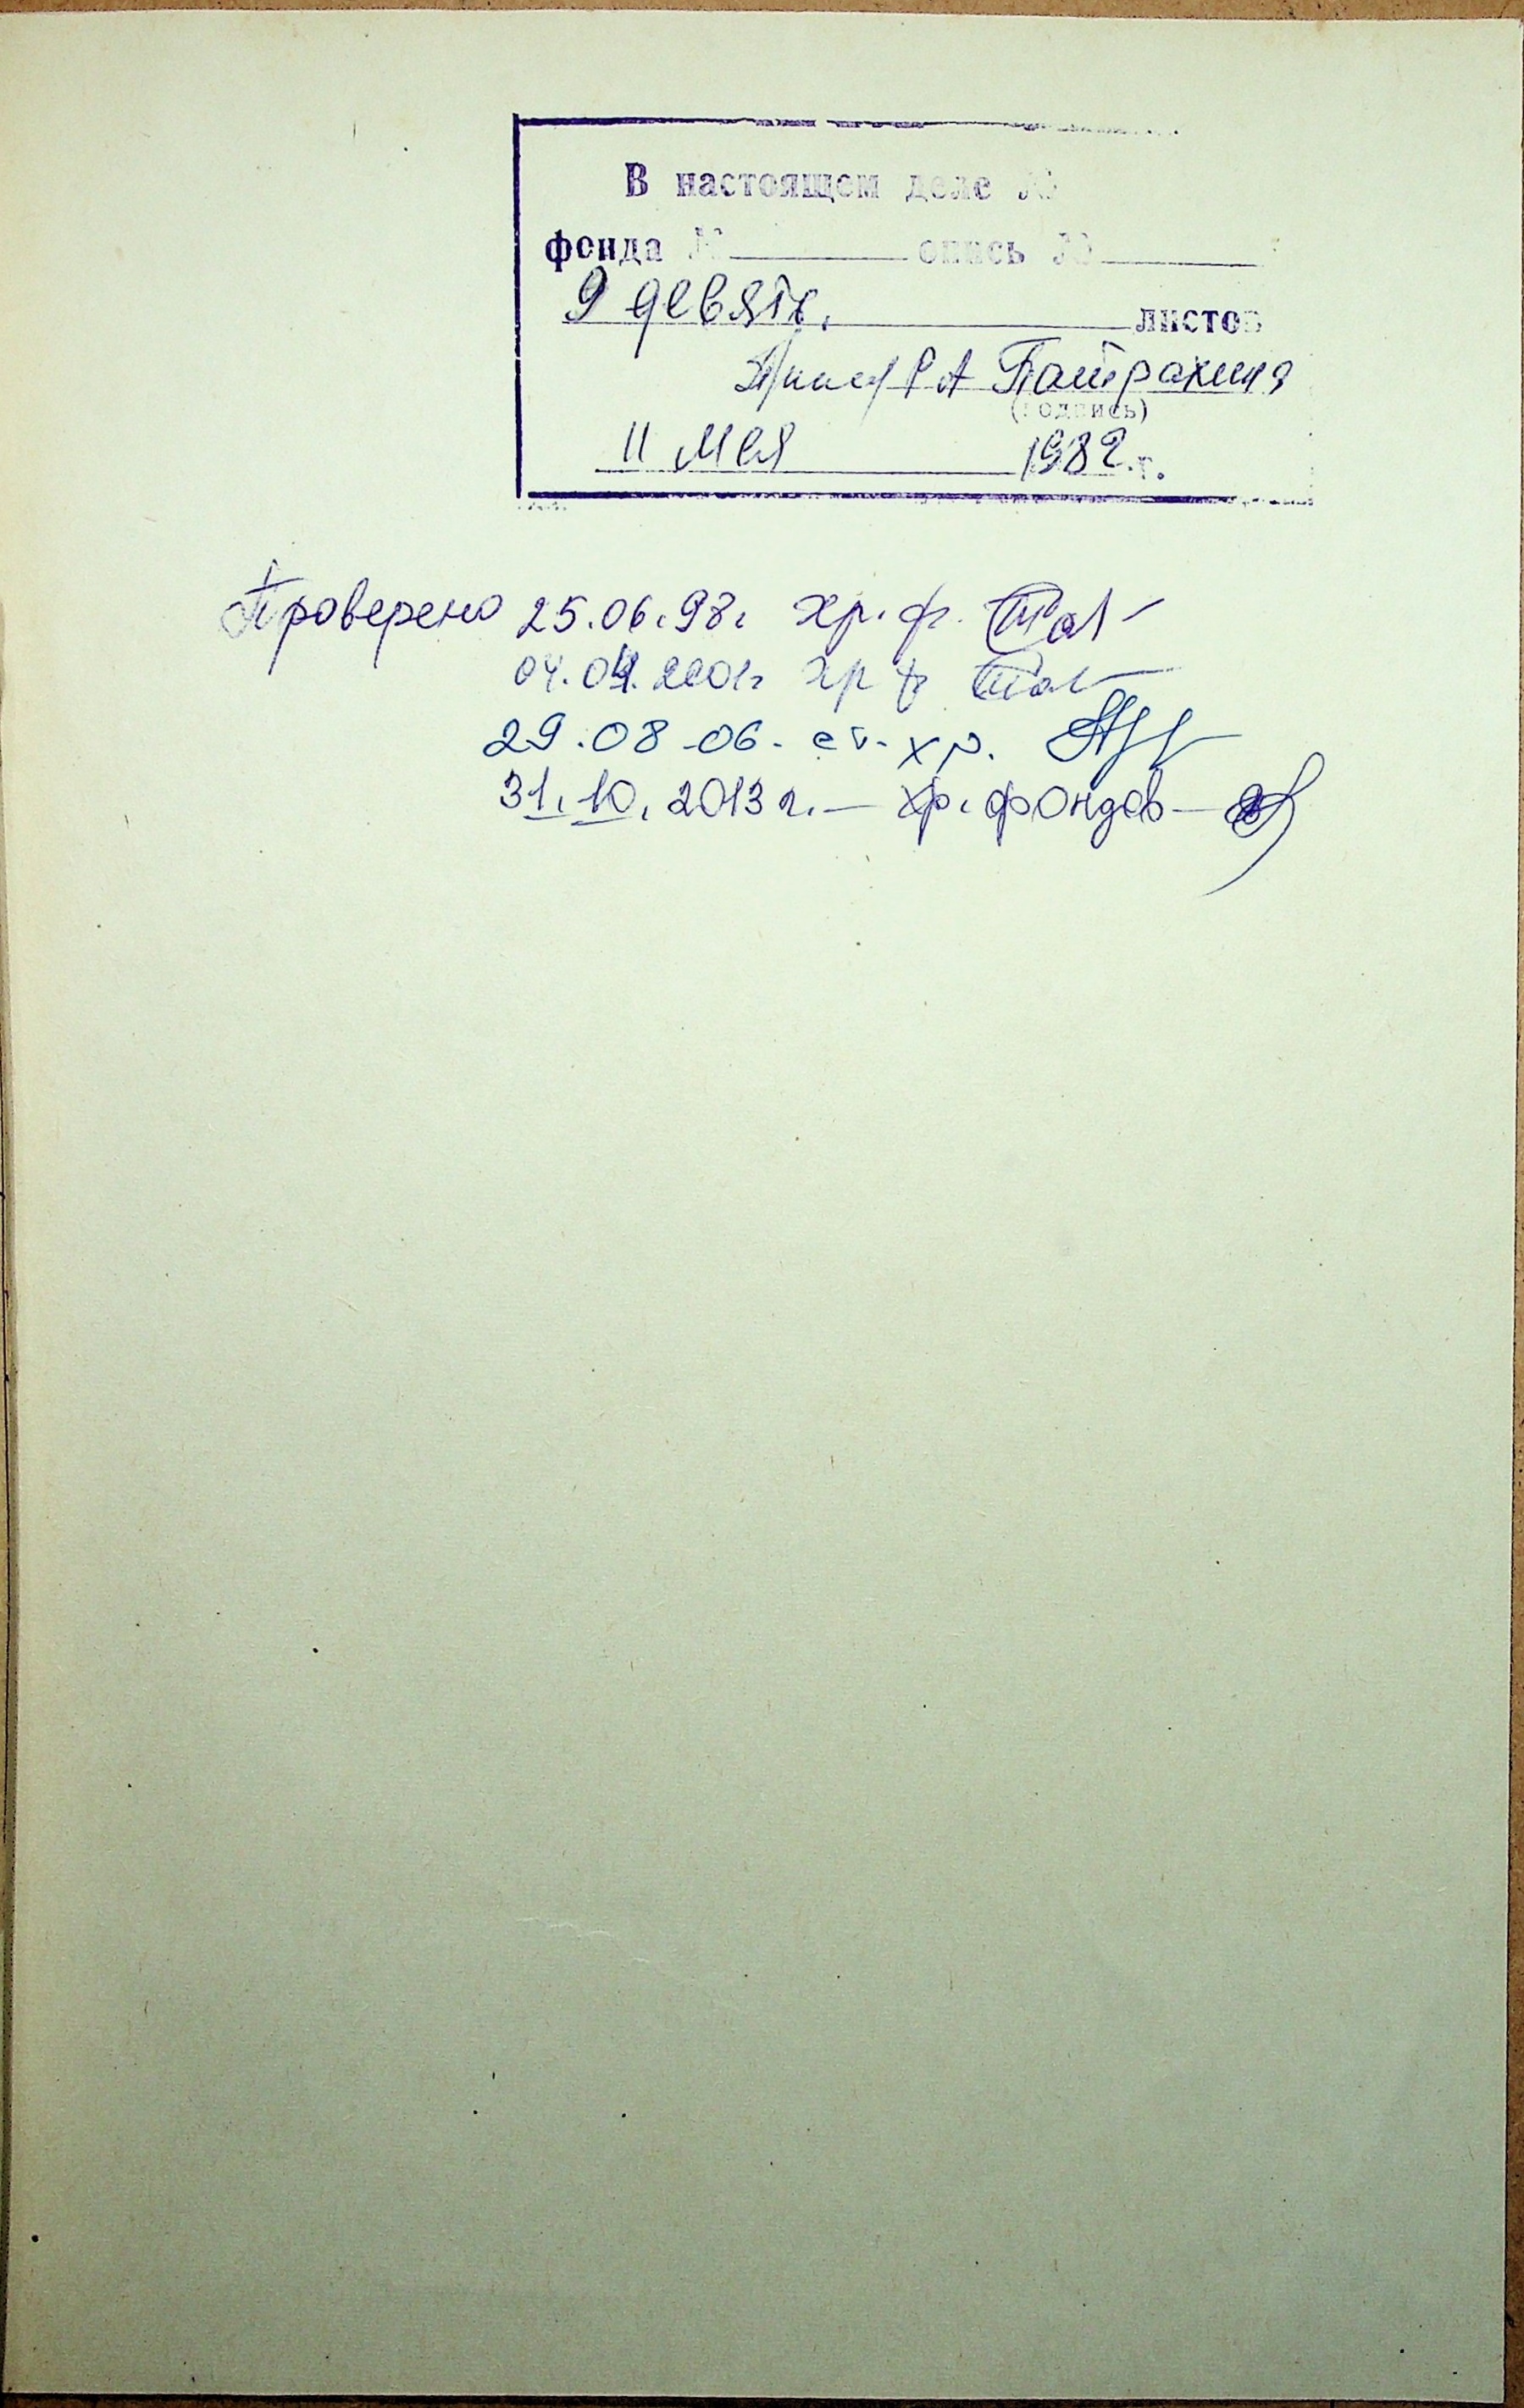 В настоящем деле №
фонда № опись №
9 девять. листов
Р А Патракеня
(подпись)
11 мая 1982 г.
Проверено 25.06.98г хр. ф.
04.04.2001г хр ф
29.08-06- ст. хр.
31.10.2013г. — хр. фондов —